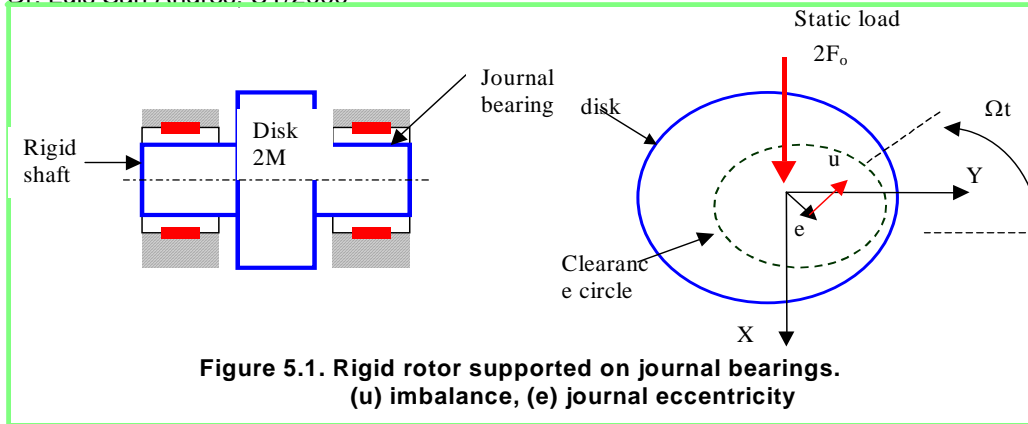 Static load
2Fo
Journal
bearing
disk
Ωt
Disk
2M
Rigid
shaft
u
Y
e
Clearanc
e circle
X
Figure 5.1. Rigid rotor supported on journal bearings.
(u) imbalance, (e) journal eccentricity